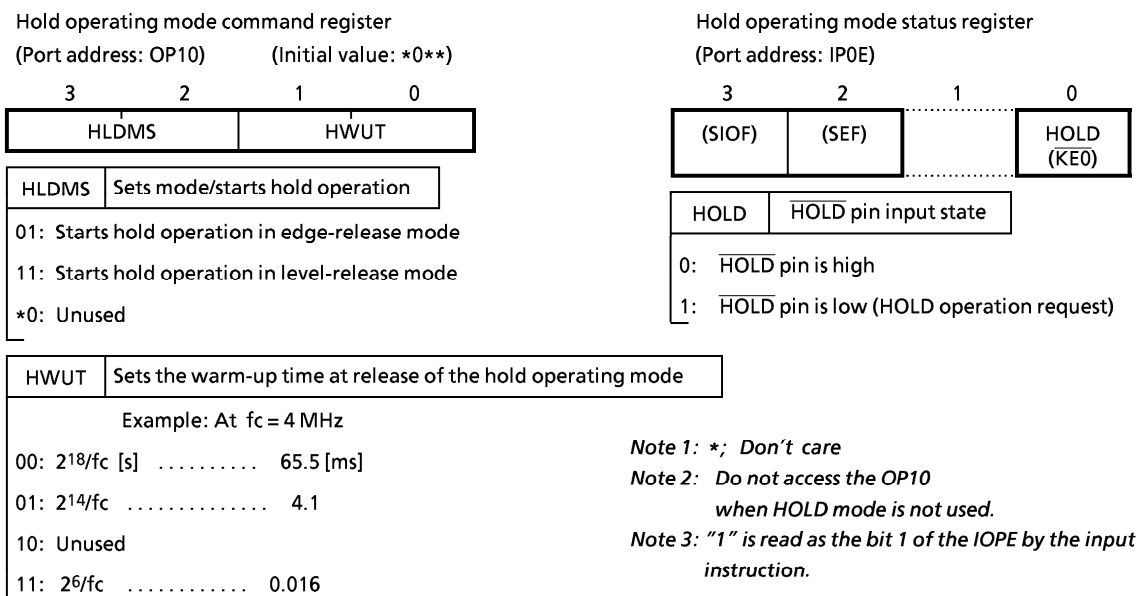 Hold operating mode command register
(Port address: OP10) (Initial value: *0**)
3 2 1 0
HLDMS HWUT
HLDMS Sets mode/starts hold operation
01: Starts hold operation in edge-release mode
11: Starts hold operation in level-release mode
*0: Unused
Hold operating mode status register
(Port address: IP0E)
3 2 1 0
(SIOF) (SEF) HOLD
(KE0)
HOLD HOLD pin input state
0: HOLD pin is high
1: HOLD pin is low (HOLD operation request)
HWUT Sets the warm-up time at release of the hold operating mode
Example: At fc = 4 MHz
00: 2¹⁸/fc [s] .......... 65.5 [ms]
01: 2¹⁴/fc .............. 4.1
10: Unused
11: 2⁶/fc ............ 0.016
Note 1: *; Don't care
Note 2: Do not access the OP10
when HOLD mode is not used.
Note 3: "1" is read as the bit 1 of the IOPE by the input
instruction.